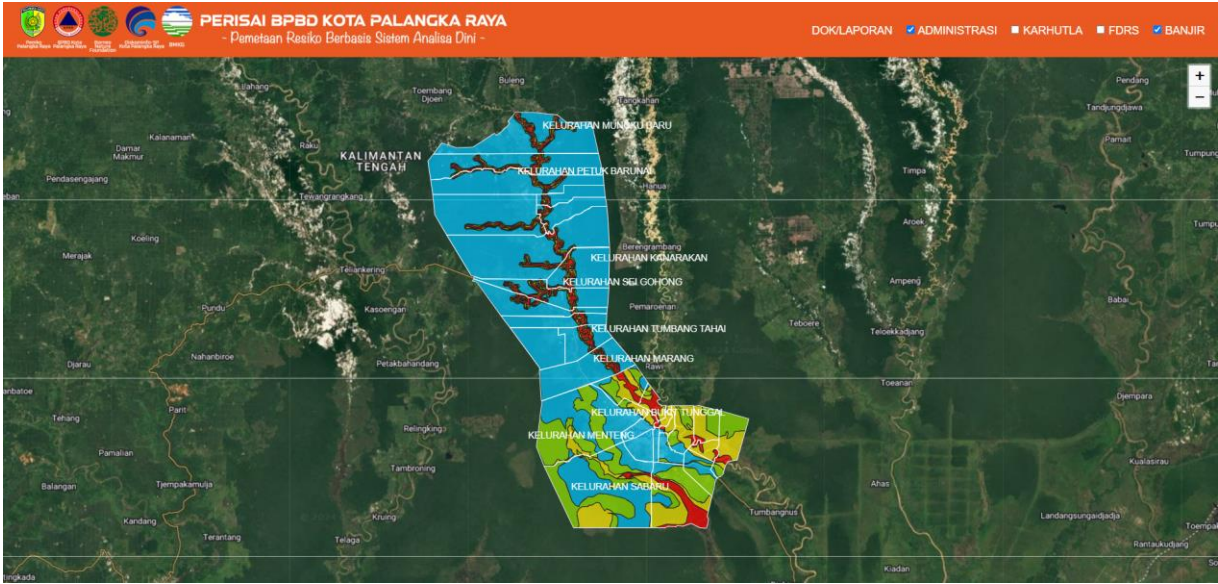 PERISAI BPBD KOTA PALANGKA RAYA
- Pemetaan Resiko Berbasis Sistem Analisa Dini -
BMKG
DOK/LAPORAN
ADMINISTRASI
KARHUTLA
FDRS
BANJIR
+
−
Buleng
Pendang
Toembang
Djoen
Tangkahan
Tandjungdjawa
Kalanaman
Raku
Pamait
Damar
Makmur
KALIMANTAN
TENGAH
KELURAHAN MUNGKU BARU
Tumpung
Pendasengajang
KELURAHAN PETUK BARUNAI
Timpa
Hanua
Tewangrangkang
Aroek
Koeling
Berengrambang
Merajak
KELURAHAN KANARAKAN
Teliankering
KELURAHAN SEI GOHONG
Ampeng
Babai
Pundu
Kasoengan
Pemaroenan
Teboere
KELURAHAN TUMBANG TAHAI
Teloekkadjang
Nahanbiroe
KELURAHAN MARANG
Djarau
Petakbahandang
Rawi
Toeanan
Djempara
Tehang
Parit
KELURAHAN BUKIT TUNGGAL
Relingking
KELURAHAN MENTENG
Pamalian
Kualasirau
Tambroning
Balangan
Tjempakamulja
KELURAHAN SABARU
Ahas
Kandang
Kruing
Tumbangnus
Landangsungaidjadja
Terantang
Telaga
Rantaukudjang
Kiadan
tingkada